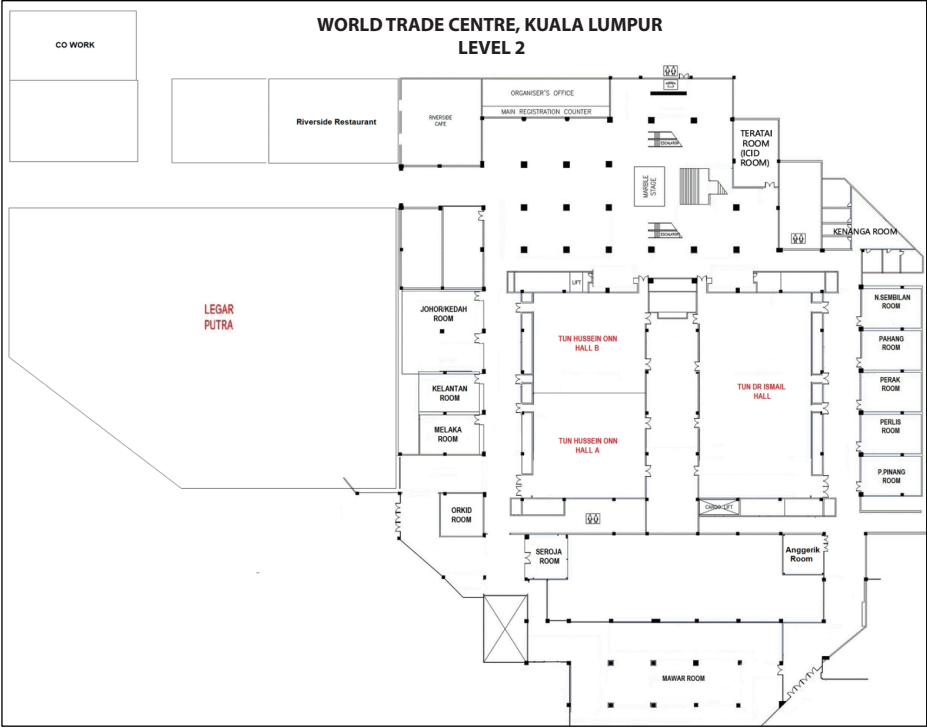 WORLD TRADE CENTRE, KUALA LUMPUR
LEVEL 2
CO WORK
Riverside Restaurant
RIVERSIDE
CAFE
ORGANISER'S OFFICE
MAIN REGISTRATION COUNTER
ESCALATOR
MARBLE
STAGE
ESCALATOR
TERATAI
ROOM
(ICID
ROOM)
KENANGA ROOM
LEGAR
PUTRA
JOHOR/KEDAH
ROOM
KELANTAN
ROOM
MELAKA
ROOM
ORKID
ROOM
LIFT
TUN HUSSEIN ONN
HALL B
TUN HUSSEIN ONN
HALL A
TUN DR ISMAIL
HALL
N.SEMBILAN
ROOM
PAHANG
ROOM
PERAK
ROOM
PERLIS
ROOM
P.PINANG
ROOM
CARGO LIFT
SEROJA
ROOM
Anggerik
Room
MAWAR ROOM